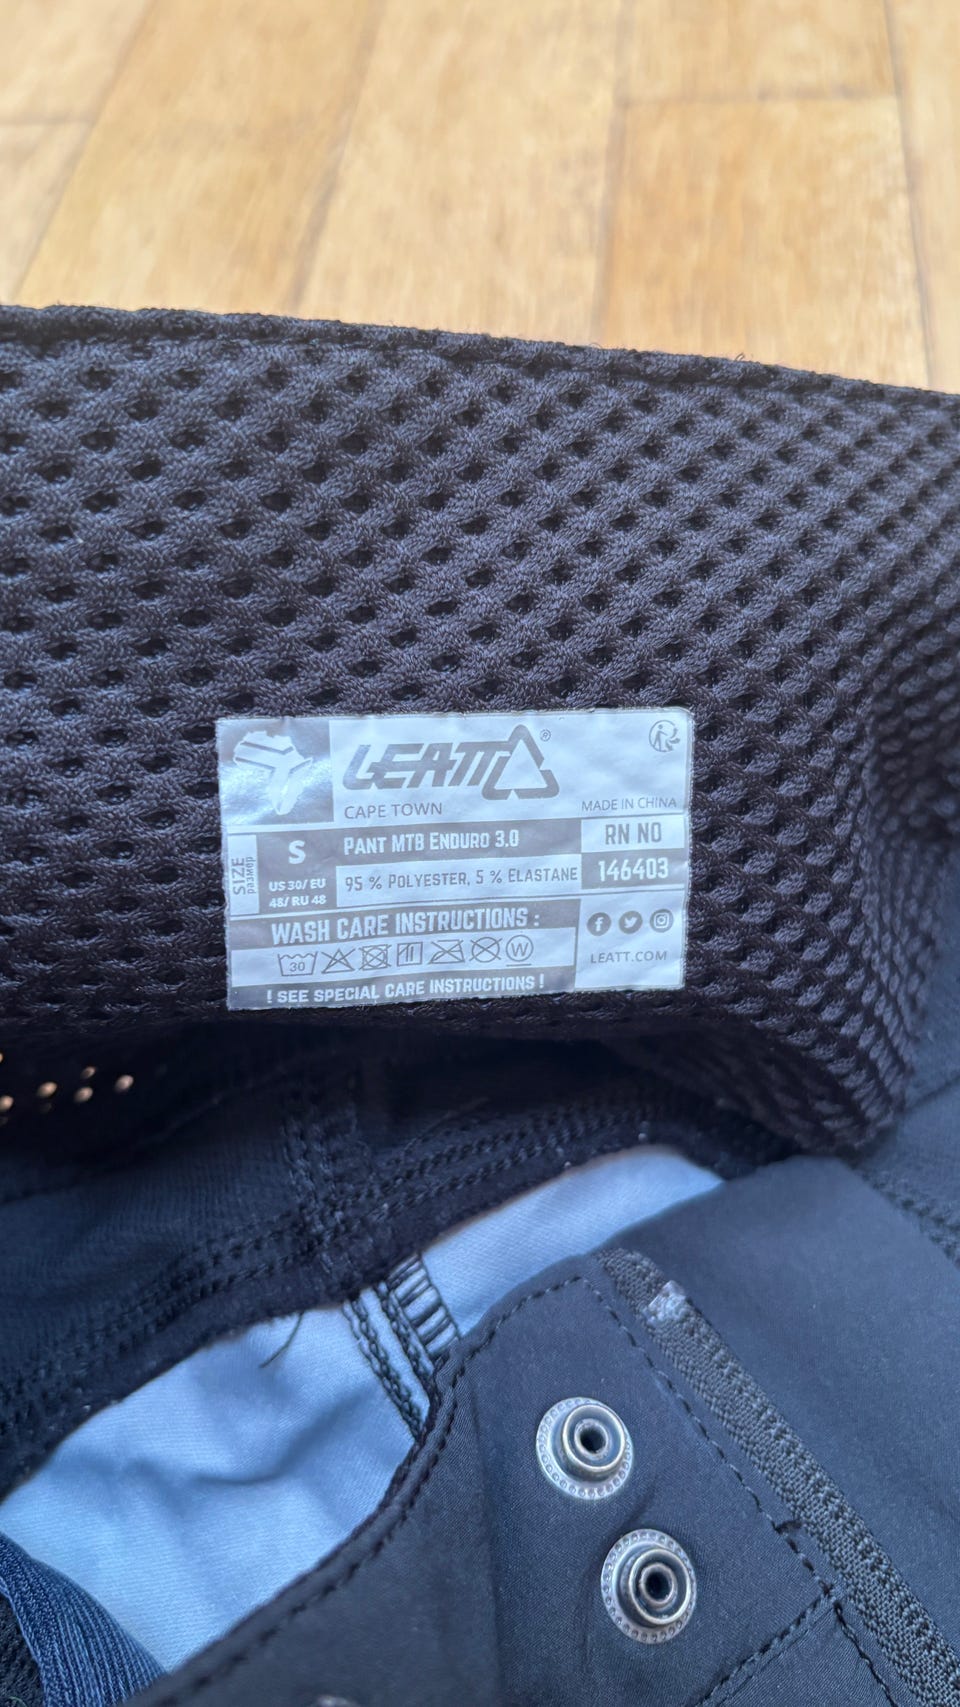 LEATT®
CAPE TOWN
MADE IN CHINA
SIZE
размер
S
US 30/ EU
48/ RU 48
PANT MTB ENDURO 3.0
95 % POLYESTER, 5 % ELASTANE
RN NO
146403
WASH CARE INSTRUCTIONS :
30
W
! SEE SPECIAL CARE INSTRUCTIONS !
LEATT.COM